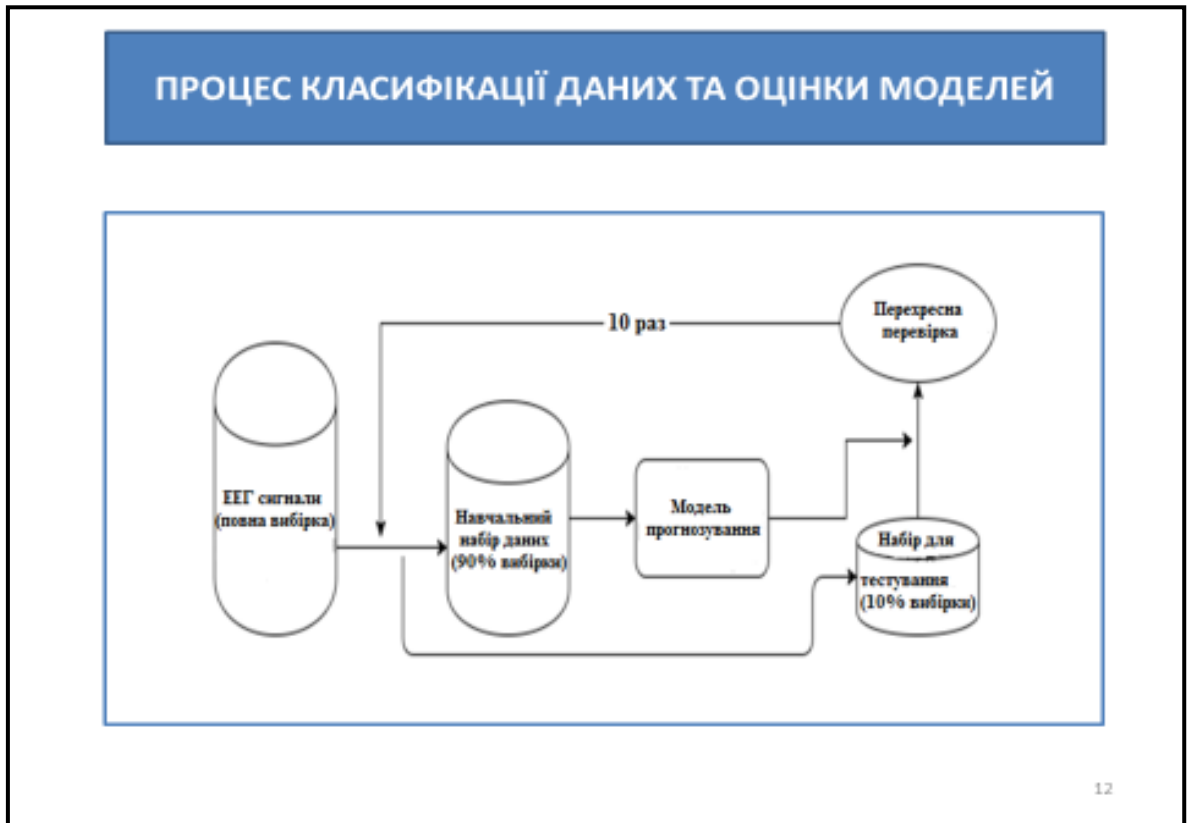 ПРОЦЕС КЛАСИФІКАЦІЇ ДАНИХ ТА ОЦІНКИ МОДЕЛЕЙ
10 раз
Перехресна
перевірка
ЕЕГ сигнали
(повна вибірка)
Навчальний
набір даних
(90% вибірки)
Модель
прогнозування
Набір для
тестування
(10% вибірки)
12